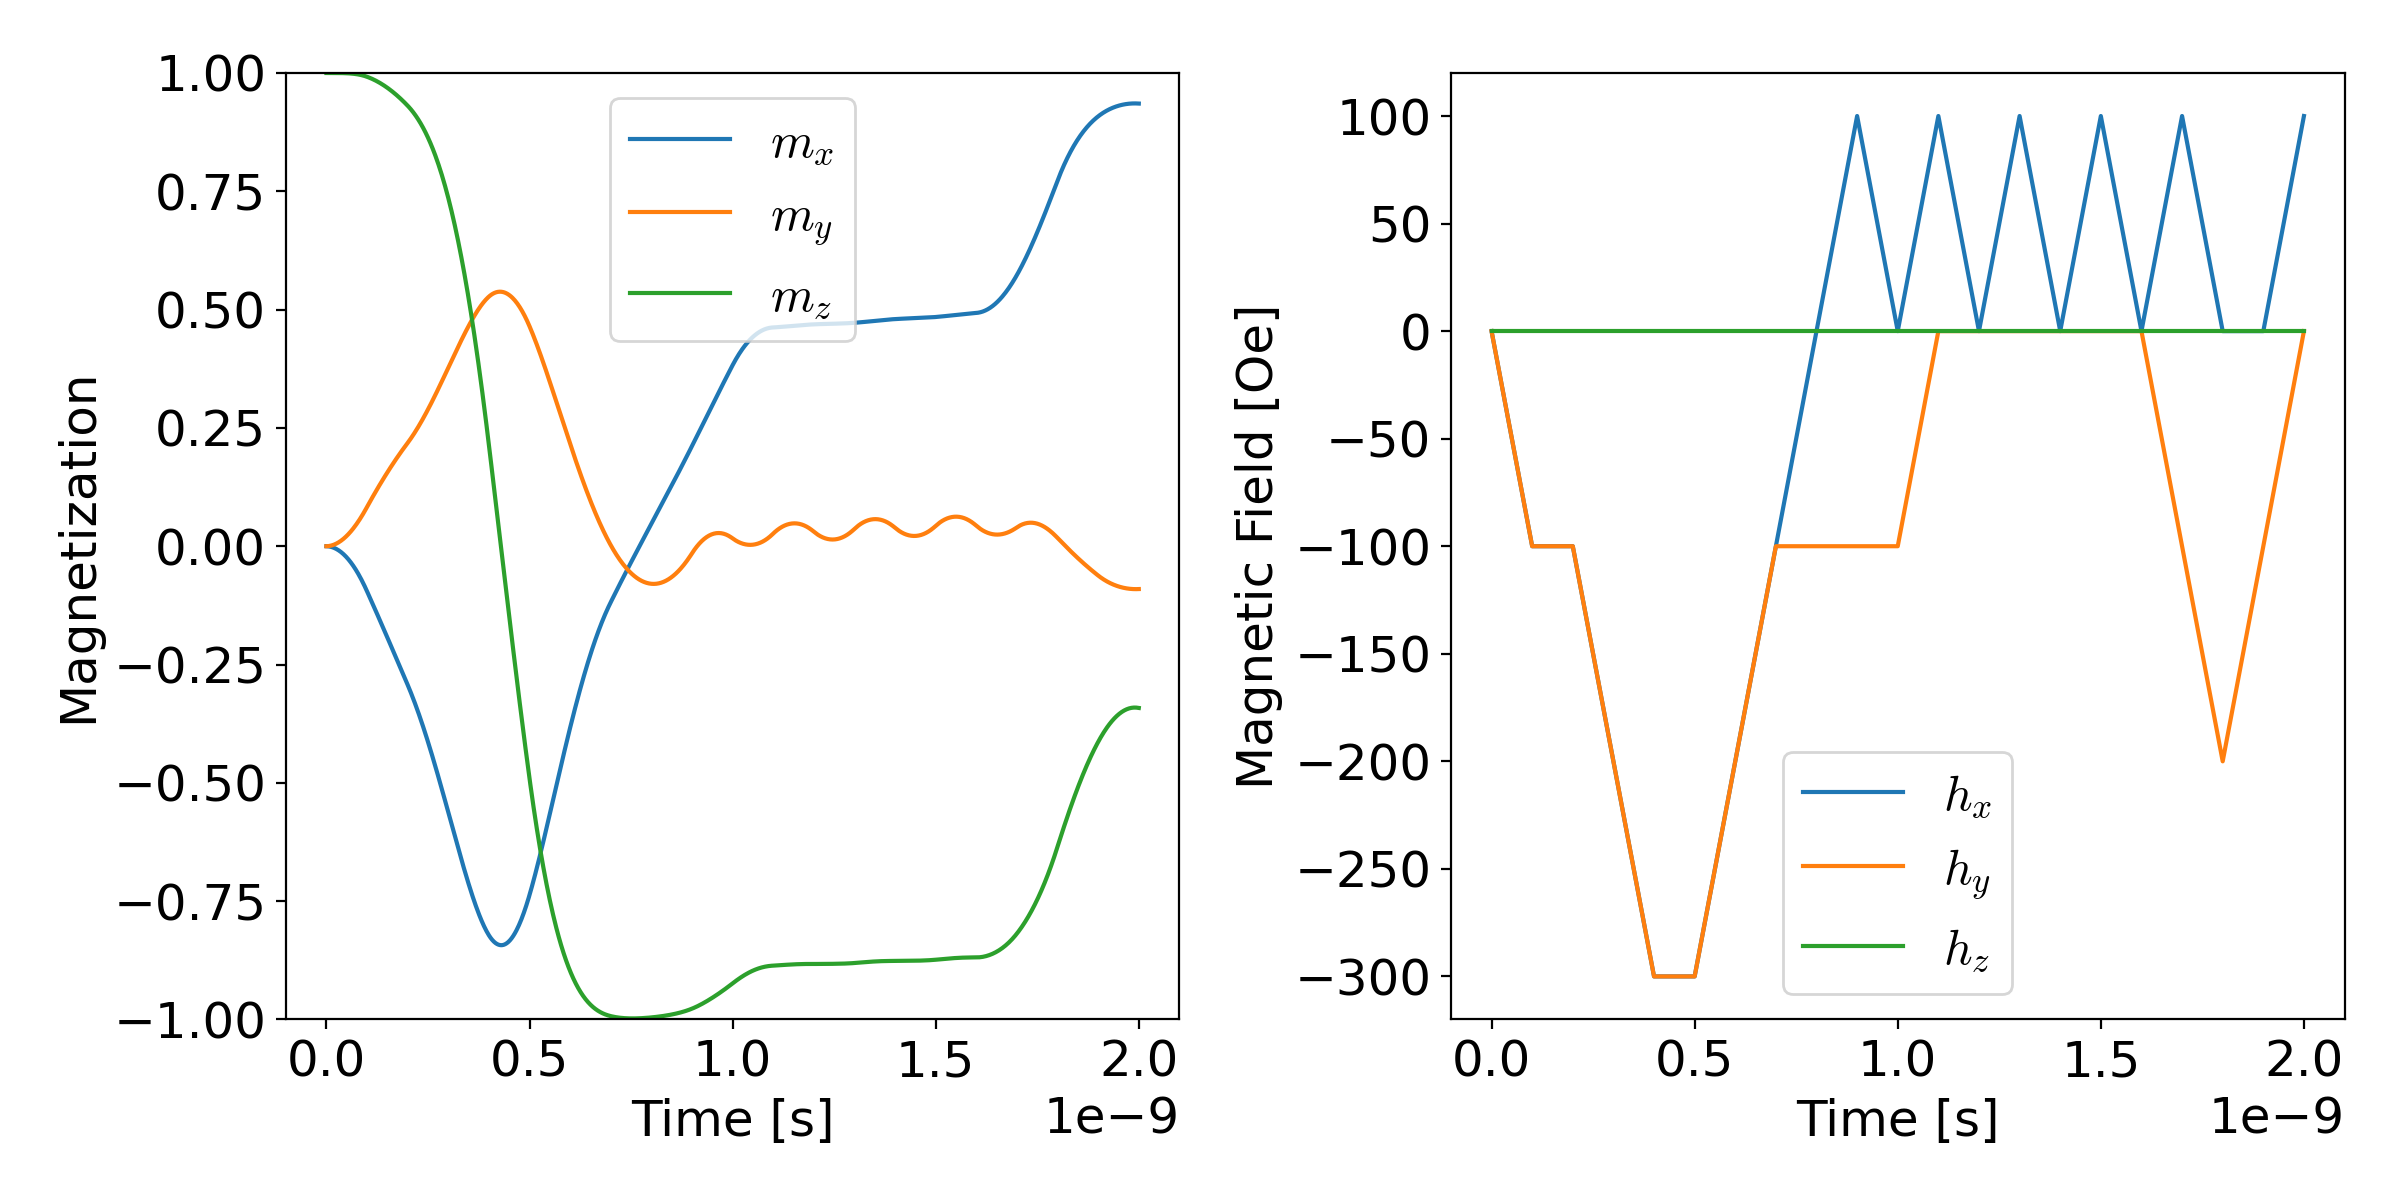 1.00
0.75
0.50
0.25
0.00
−0.25
−0.50
−0.75
−1.00
Magnetization
m_x
m_y
m_z
0.0 0.5 1.0 1.5 2.0
Time [s]
1e−9
100
50
0
−50
−100
−150
−200
−250
−300
Magnetic Field [Oe]
h_x
h_y
h_z
0.0 0.5 1.0 1.5 2.0
Time [s]
1e−9